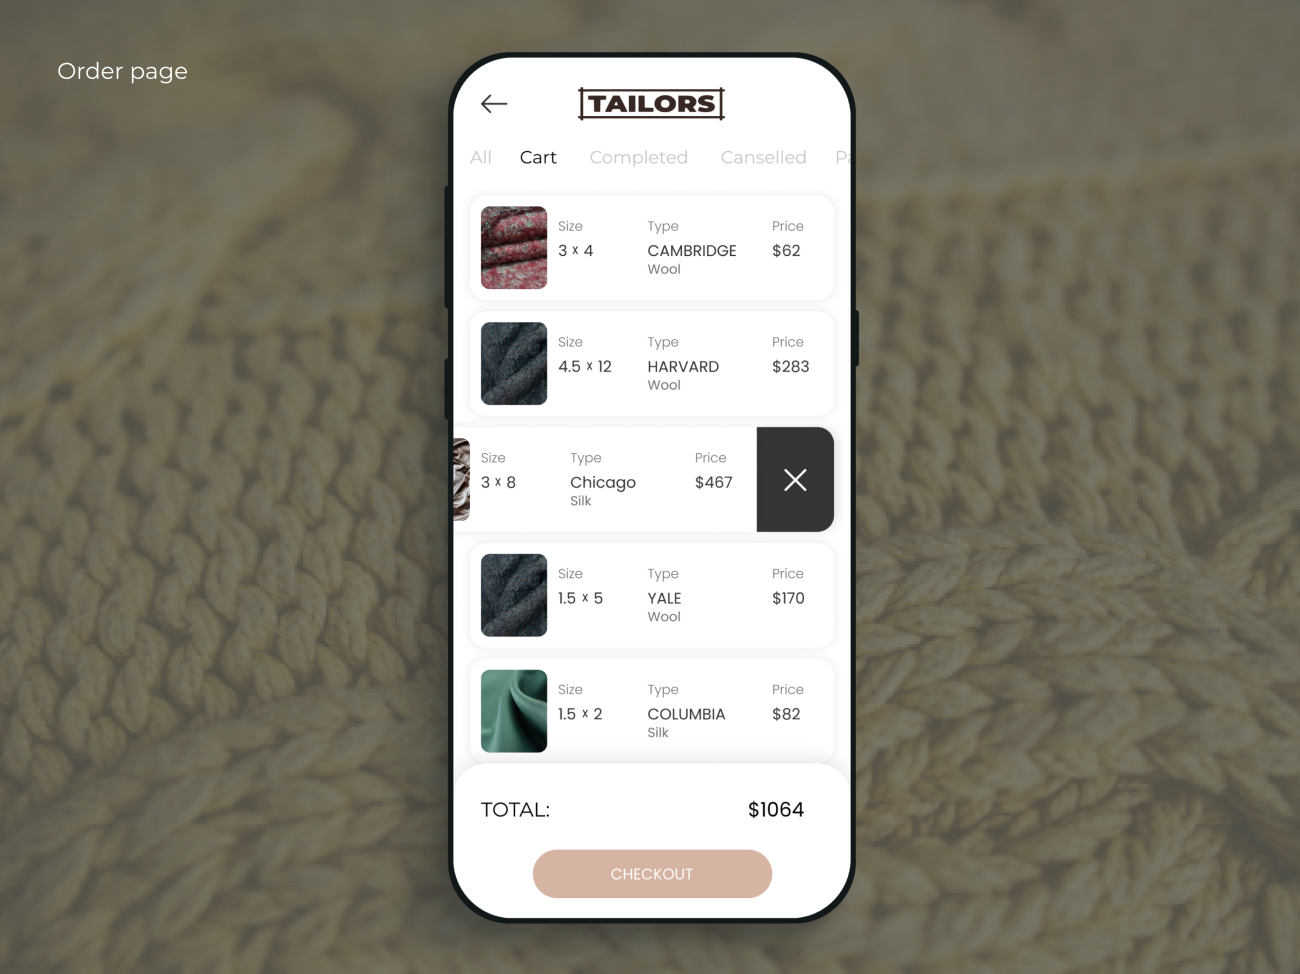 Order page
TAILORS
All Cart Completed Canselled Pa
Size Type Price
3 x 4 CAMBRIDGE $62
Wool
Size Type Price
4.5 x 12 HARVARD $283
Wool
Size Type Price
3 x 8 Chicago $467
Silk
Size Type Price
1.5 x 5 YALE $170
Wool
Size Type Price
1.5 x 2 COLUMBIA $82
Silk
TOTAL: $1064
CHECKOUT